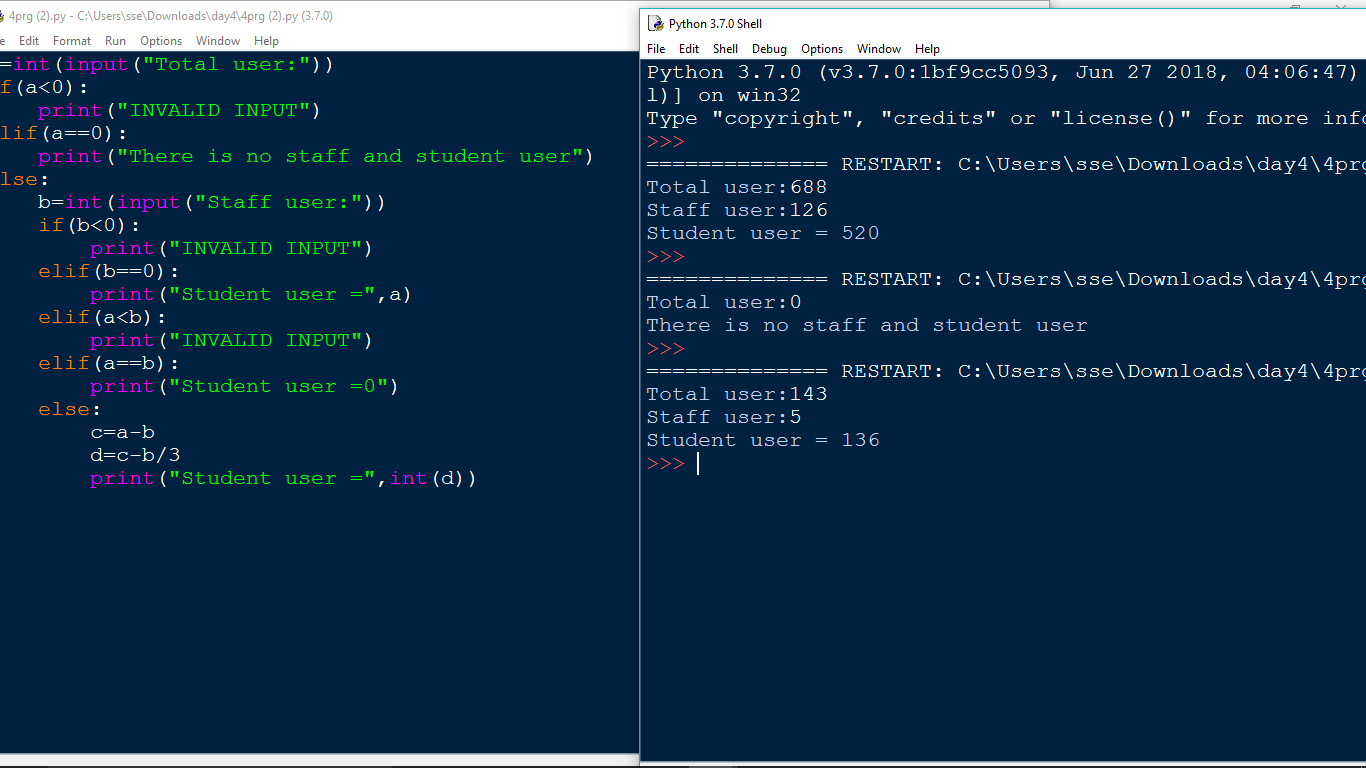 4prg (2).py - C:\Users\sse\Downloads\day4\4prg (2).py (3.7.0)
e Edit Format Run Options Window Help
=int(input("Total user:"))
f(a<0):
print("INVALID INPUT")
lif(a==0):
print("There is no staff and student user")
lse:
b=int(input("Staff user:"))
if(b<0):
print("INVALID INPUT")
elif(b==0):
print("Student user =",a)
elif(a<b):
print("INVALID INPUT")
elif(a==b):
print("Student user =0")
else:
c=a-b
d=c-b/3
print("Student user =",int(d))
Python 3.7.0 Shell
File Edit Shell Debug Options Window Help
Python 3.7.0 (v3.7.0:1bf9cc5093, Jun 27 2018, 04:06:47)
l)] on win32
Type "copyright", "credits" or "license()" for more info
>>>
============== RESTART: C:\Users\sse\Downloads\day4\4prg
Total user:688
Staff user:126
Student user = 520
>>>
============== RESTART: C:\Users\sse\Downloads\day4\4prg
Total user:0
There is no staff and student user
>>>
============== RESTART: C:\Users\sse\Downloads\day4\4prg
Total user:143
Staff user:5
Student user = 136
>>>